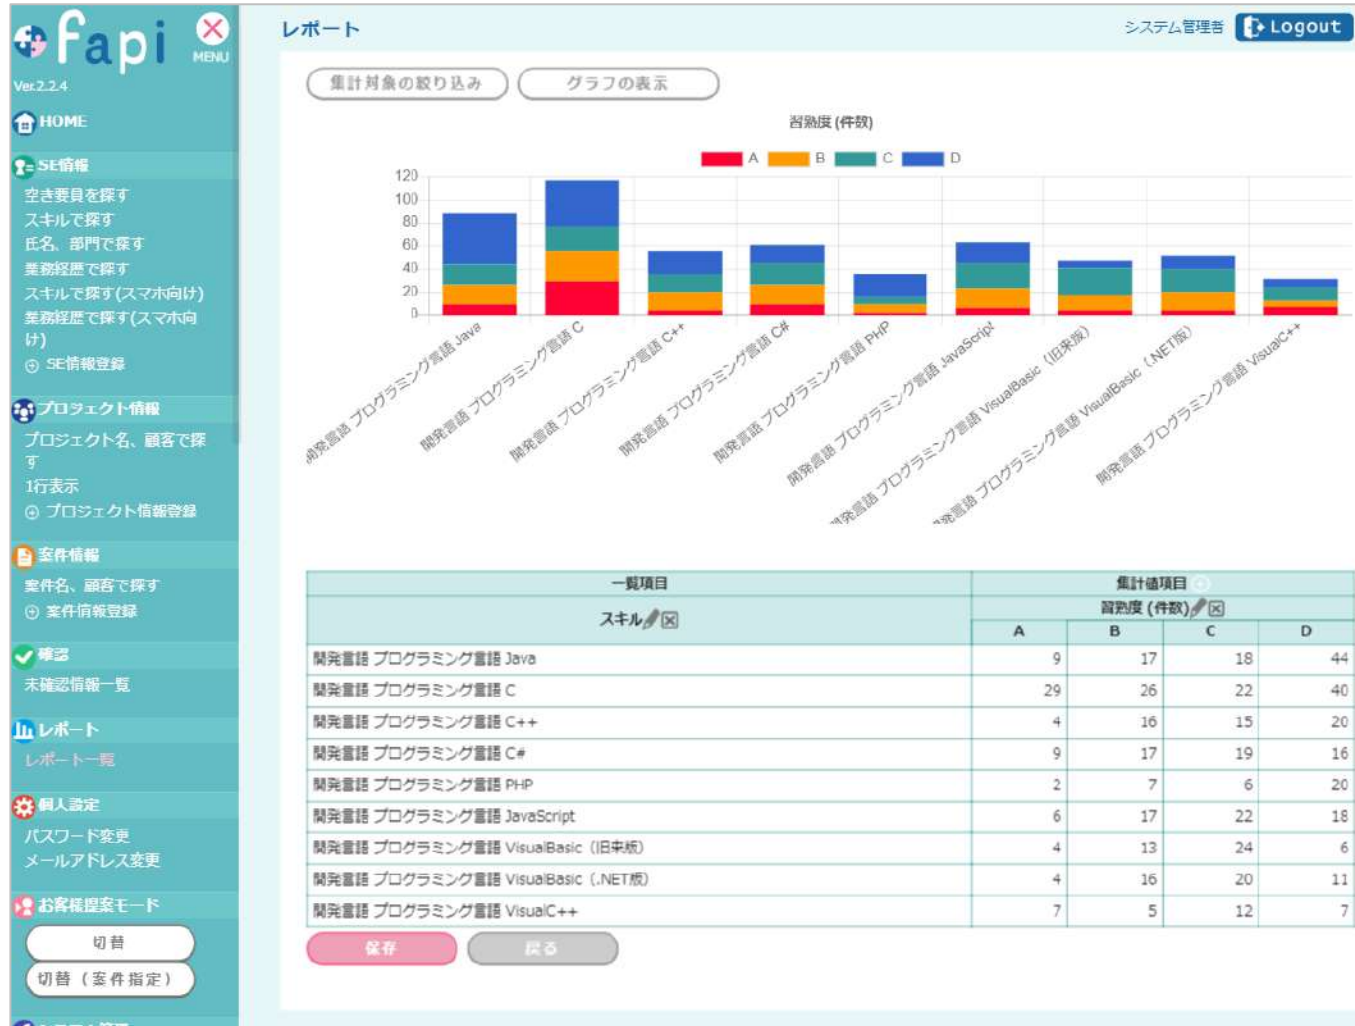 fapi
MENU
Ver.2.2.4
HOME
SE情報
空き要員を探す
スキルで探す
氏名、部門で探す
業務経歴で探す
スキルで探す(スマホ向け)
業務経歴で探す(スマホ向
け)
SE情報登録
プロジェクト情報
プロジェクト名、顧客で探
す
1行表示
プロジェクト情報登録
案件情報
案件名、顧客で探す
案件情報登録
確認
未確認情報一覧
レポート
レポート一覧
個人設定
パスワード変更
メールアドレス変更
お客様提案モード
切替
切替（案件指定）
レポート
システム管理者 Logout
集計対象の絞り込み グラフの表示
習熟度 (件数)
A B C D
120
100
80
60
40
20
0
開発言語 プログラミング言語 Java
開発言語 プログラミング言語 C
開発言語 プログラミング言語 C++
開発言語 プログラミング言語 C#
開発言語 プログラミング言語 PHP
開発言語 プログラミング言語 JavaScript
開発言語 プログラミング言語 VisualBasic（旧来版）
開発言語 プログラミング言語 VisualBasic（.NET版）
開発言語 プログラミング言語 VisualC++
一覧項目 集計値項目
スキル 習熟度 (件数)
A B C D
開発言語 プログラミング言語 Java 9 17 18 44
開発言語 プログラミング言語 C 29 26 22 40
開発言語 プログラミング言語 C++ 4 16 15 20
開発言語 プログラミング言語 C# 9 17 19 16
開発言語 プログラミング言語 PHP 2 7 6 20
開発言語 プログラミング言語 JavaScript 6 17 22 18
開発言語 プログラミング言語 VisualBasic（旧来版） 4 13 24 6
開発言語 プログラミング言語 VisualBasic（.NET版） 4 16 20 11
開発言語 プログラミング言語 VisualC++ 7 5 12 7
保存 戻る